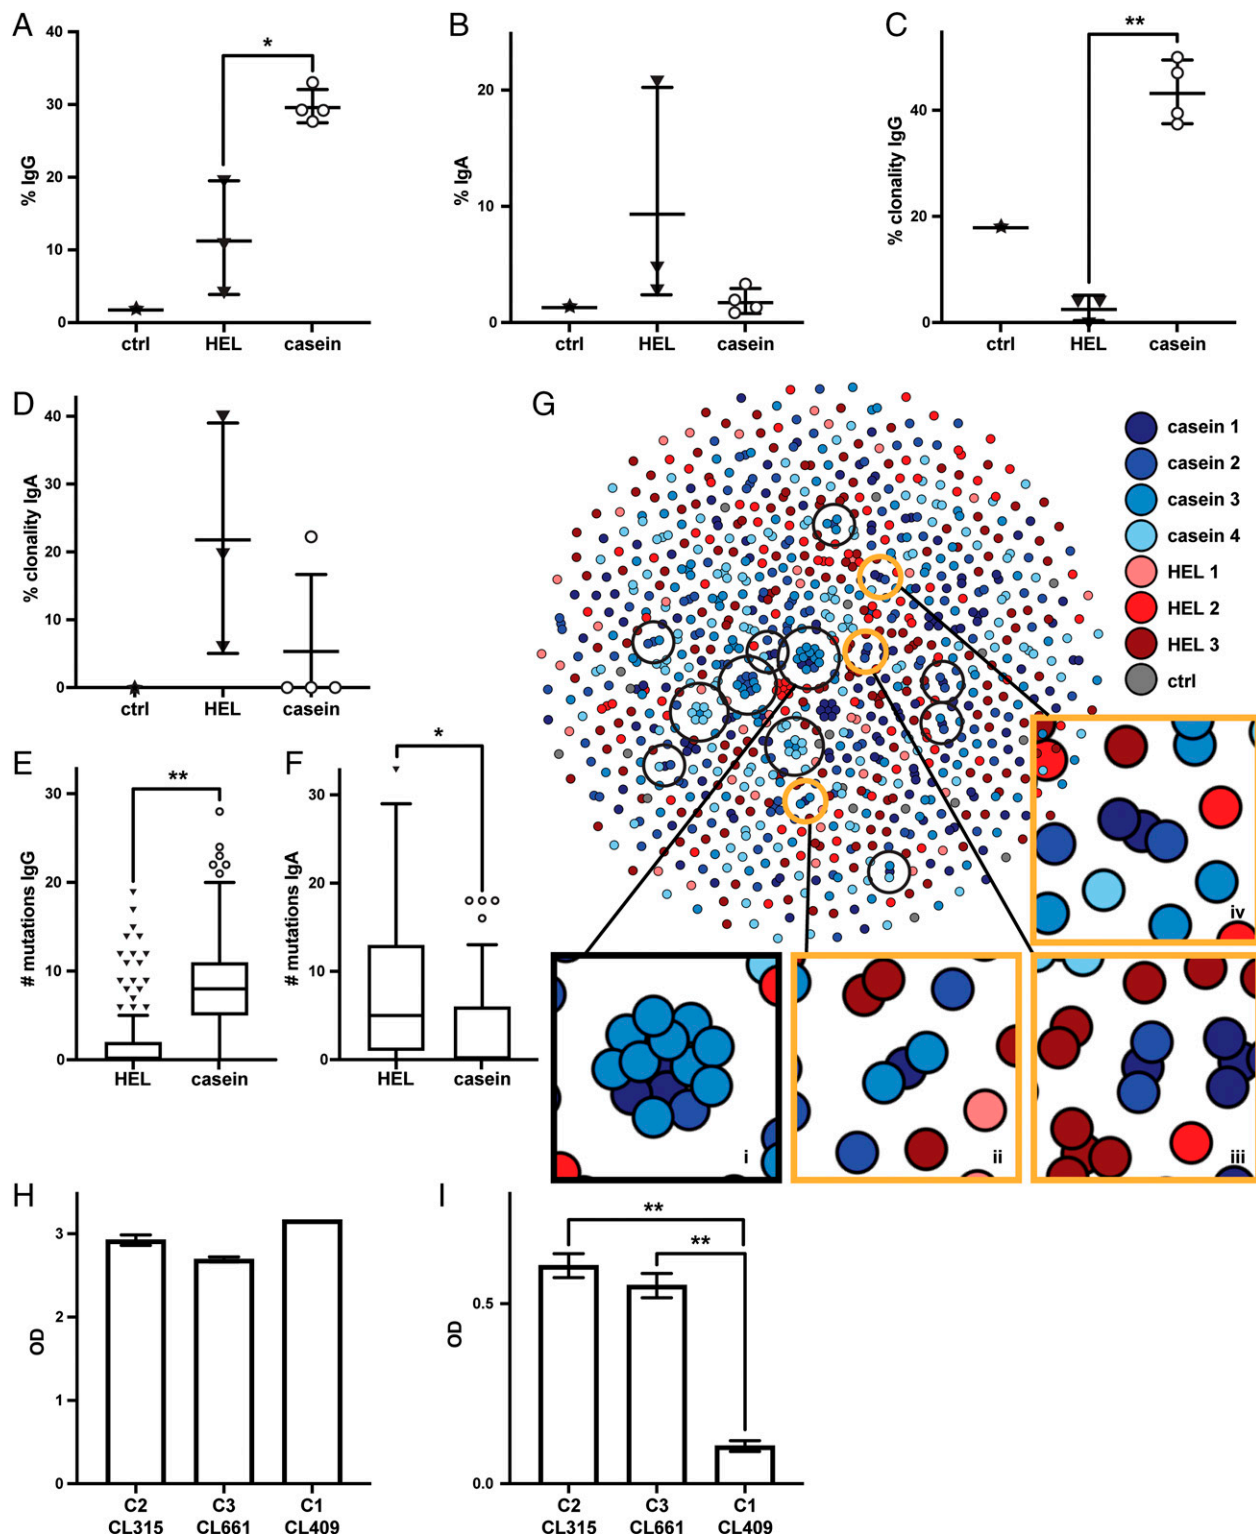 A
40
30
20
10
0
% IgG
*
ctrl HEL casein
B
20
10
0
% IgA
ctrl HEL casein
C
40
20
0
% clonality IgG
**
ctrl HEL casein
D
40
30
20
10
0
% clonality IgA
ctrl HEL casein
G
casein 1
casein 2
casein 3
casein 4
HEL 1
HEL 2
HEL 3
ctrl
iv
i
ii
iii
E
30
20
10
0
# mutations IgG
**
HEL casein
F
30
20
10
0
# mutations IgA
*
HEL casein
H
3
2
1
0
OD
C2 C3 C1
CL315 CL661 CL409
I
0.5
0.0
OD
**
**
C2 C3 C1
CL315 CL661 CL409